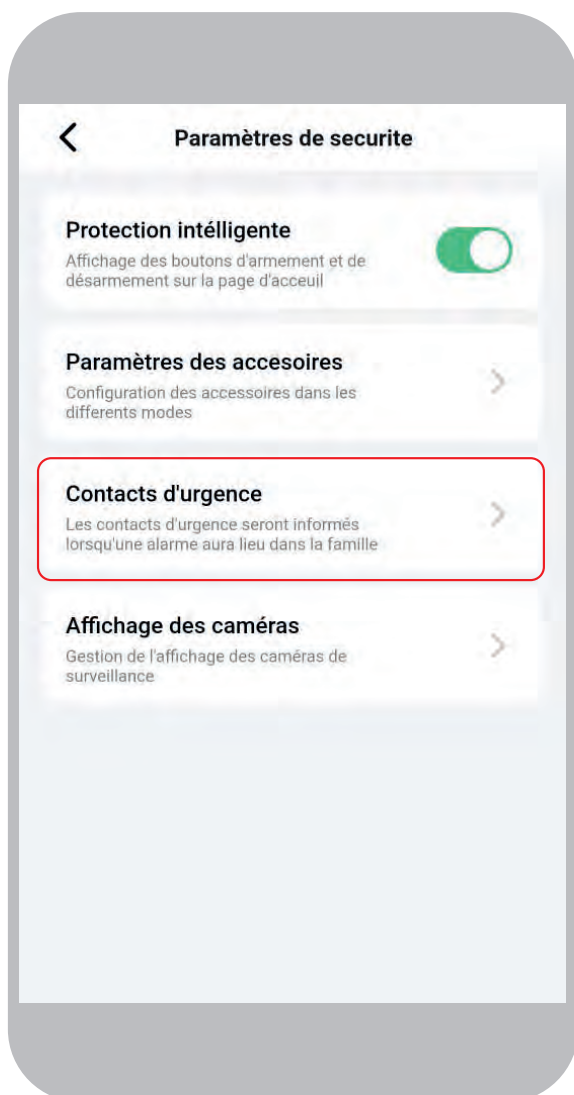 Paramètres de securite
Protection intélligente
Affichage des boutons d'armement et de
désarmement sur la page d'acceuil
Paramètres des accesoires
Configuration des accessoires dans les
differents modes
Contacts d'urgence
Les contacts d'urgence seront informés
lorsqu'une alarme aura lieu dans la famille
Affichage des caméras
Gestion de l'affichage des caméras de
surveillance